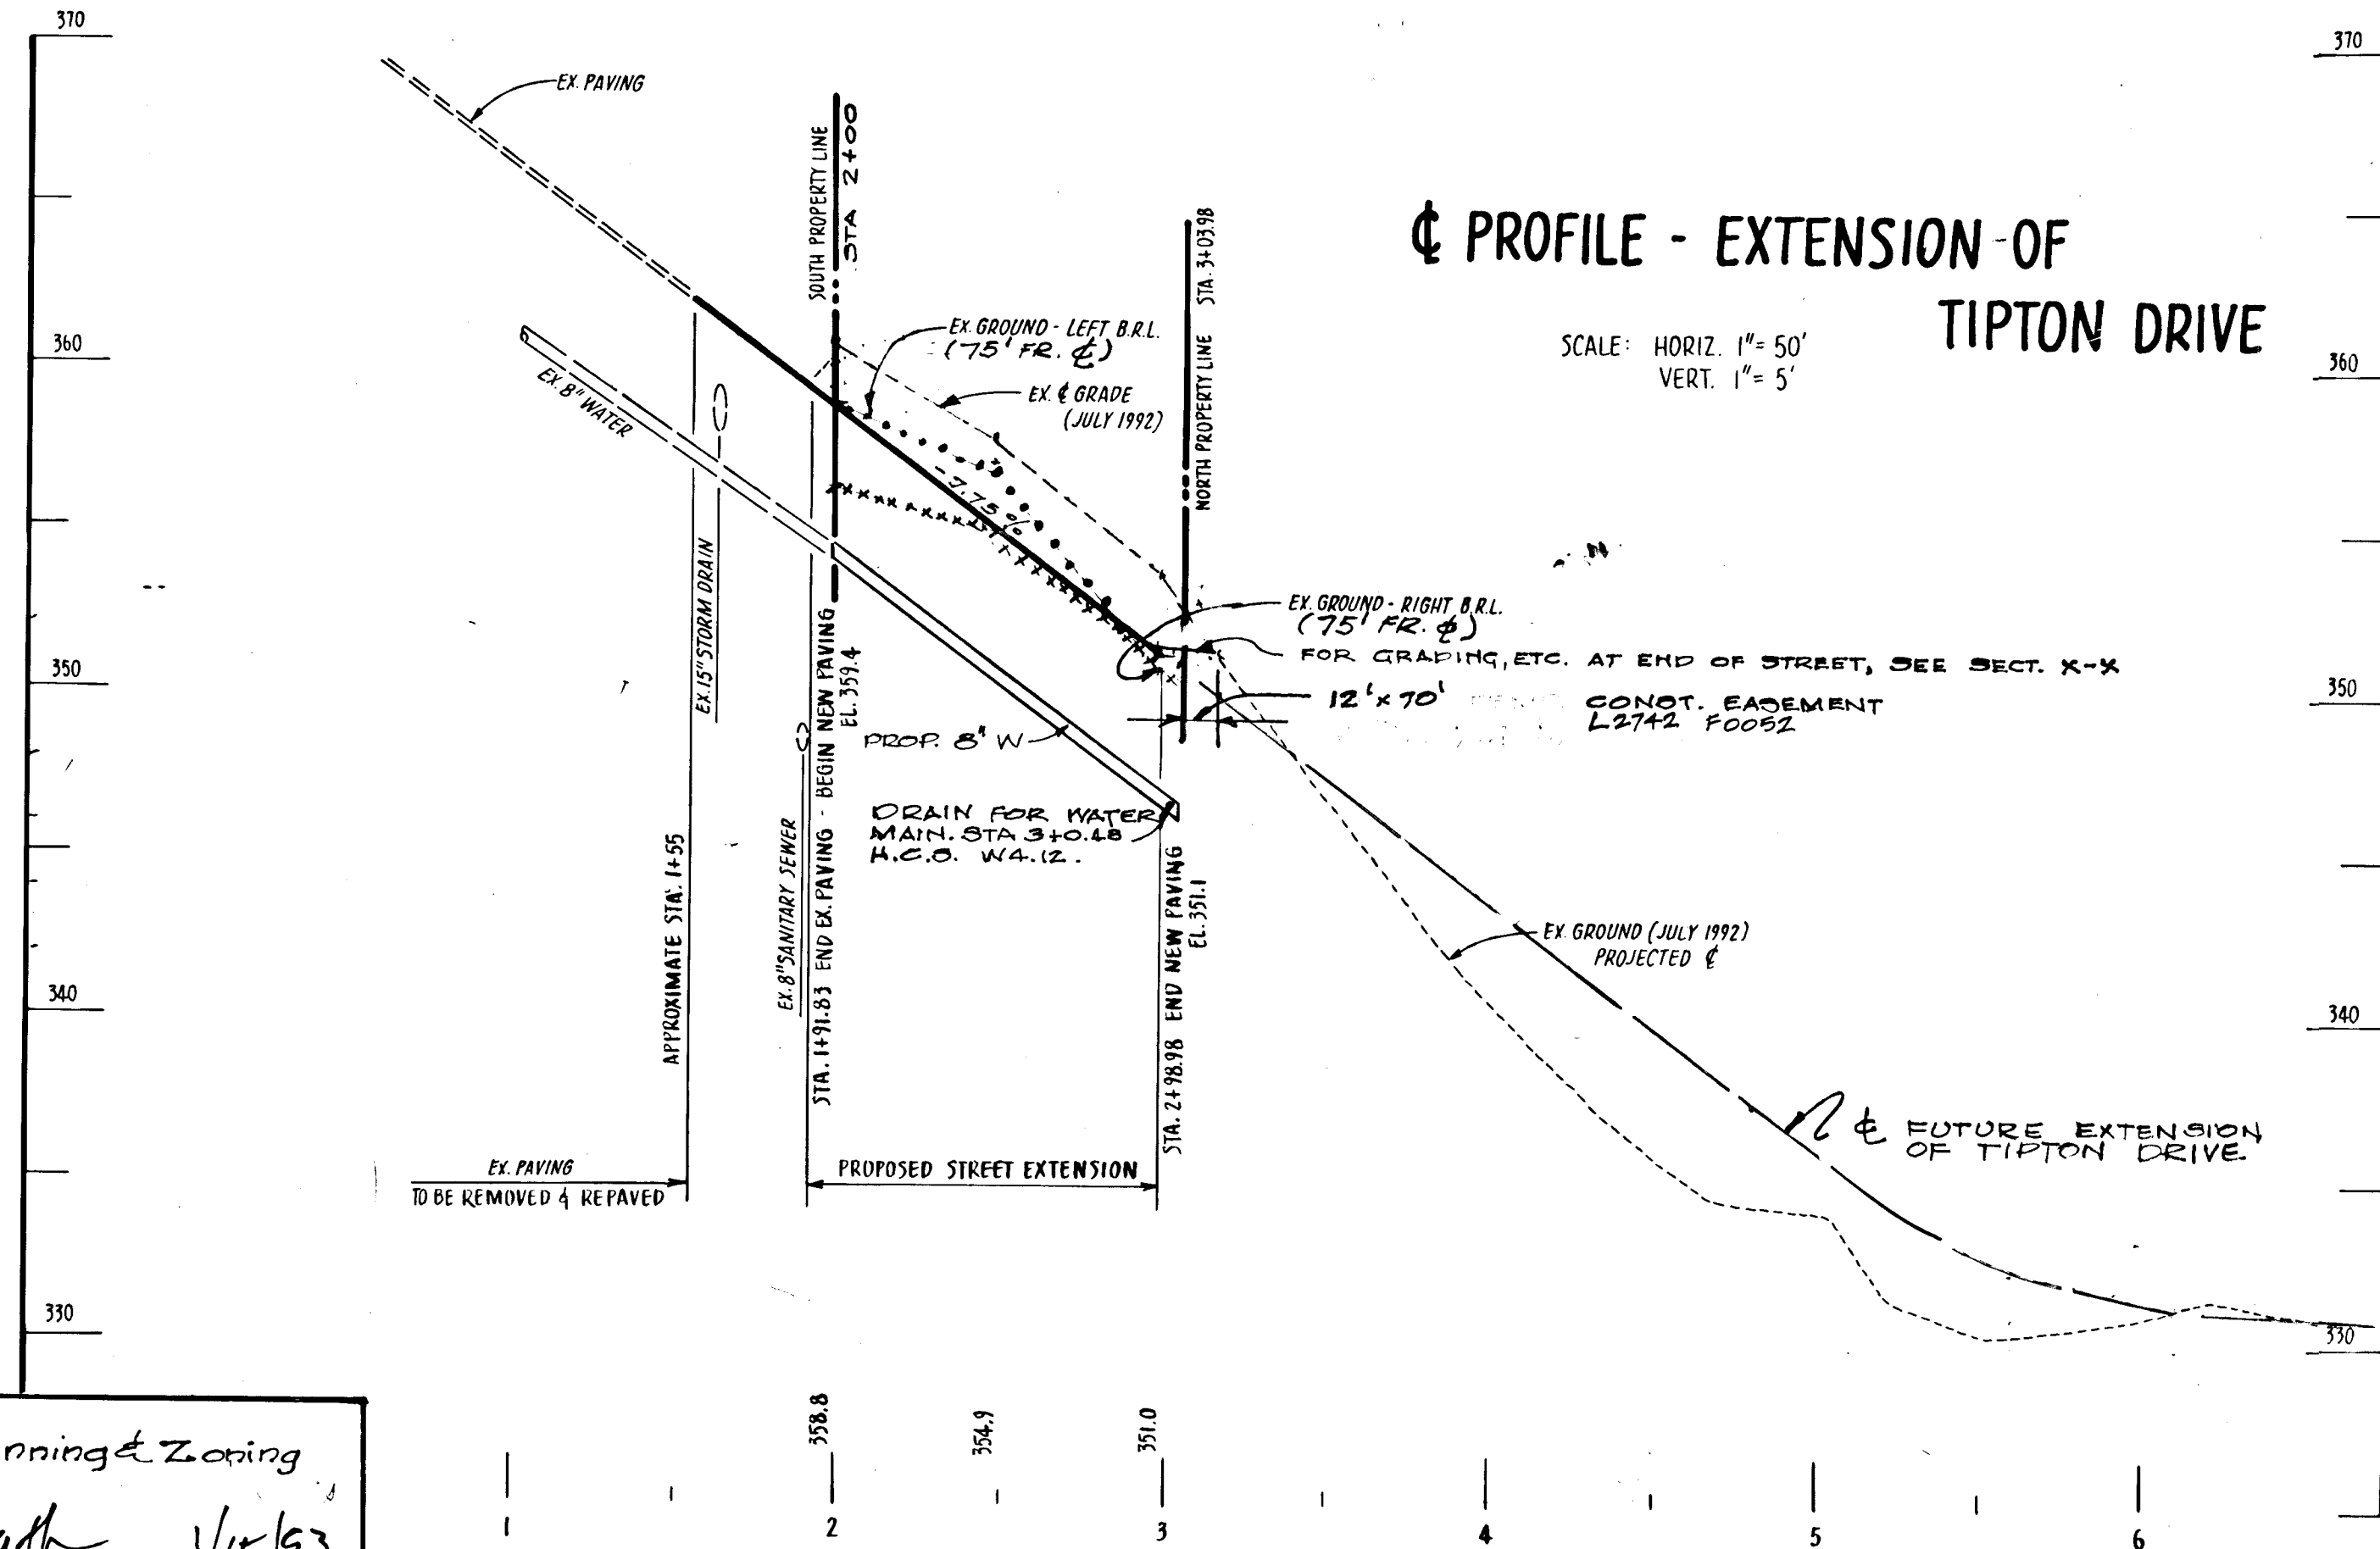 370
370
EX. PAVING
SOUTH PROPERTY LINE
STA 2+00
NORTH PROPERTY LINE STA. 3+03.98
℄ PROFILE - EXTENSION OF
TIPTON DRIVE
SCALE: HORIZ. 1"= 50'
VERT. 1"= 5'
360
360
EX. GROUND - LEFT B.R.L.
(75' FR. ℄)
EX. ℄ GRADE
(JULY 1992)
EX. 8" WATER
-7.75%
EX. 15" STORM DRAIN
EX. GROUND - RIGHT B.R.L.
(75' FR. ℄)
FOR GRADING, ETC. AT END OF STREET, SEE SECT. X-X
12' x 70'
CONST. EASEMENT
L2742 F0052
350
350
PROP. 8" W
DRAIN FOR WATER
MAIN. STA 3+0.48
H.C.S. W4.12.
APPROXIMATE STA. 1+55
EX. 8" SANITARY SEWER
STA. 1+91.83 END EX. PAVING - BEGIN NEW PAVING
EL. 359.4
STA. 2+98.98 END NEW PAVING
EL. 351.1
EX. GROUND (JULY 1992)
PROJECTED ℄
340
340
℄ FUTURE EXTENSION
OF TIPTON DRIVE
EX. PAVING
TO BE REMOVED & REPAVED
PROPOSED STREET EXTENSION
330
330
358.8
354.9
351.0
nning & Zoning
1
2
3
4
5
6